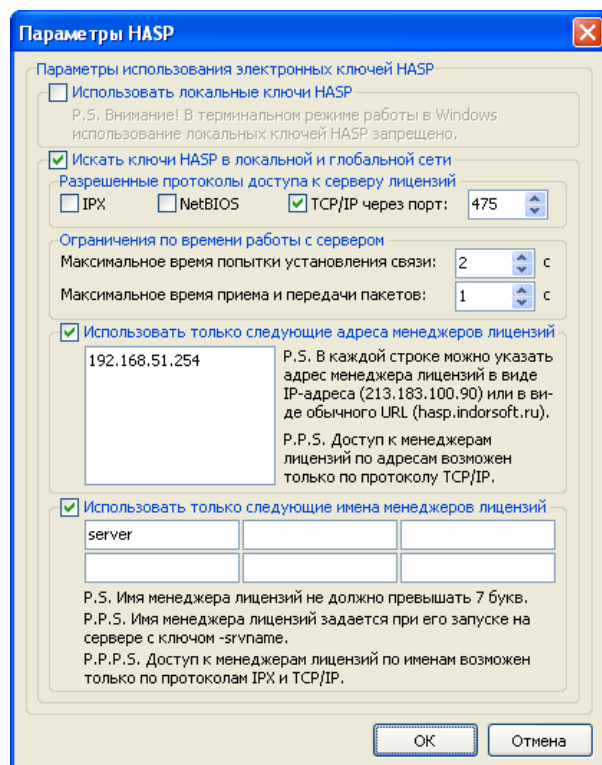 Параметры HASP
Параметры использования электронных ключей HASP
Использовать локальные ключи HASP
P.S. Внимание! В терминальном режиме работы в Windows
использование локальных ключей HASP запрещено.
Искать ключи HASP в локальной и глобальной сети
Разрешенные протоколы доступа к серверу лицензий
IPX NetBIOS TCP/IP через порт: 475
Ограничения по времени работы с сервером
Максимальное время попытки установления связи: 2 с
Максимальное время приема и передачи пакетов: 1 с
Использовать только следующие адреса менеджеров лицензий
192.168.51.254
P.S. В каждой строке можно указать
адрес менеджера лицензий в виде
IP-адреса (213.183.100.90) или в ви-
де обычного URL (hasp.indorsoft.ru).
P.P.S. Доступ к менеджерам
лицензий по адресам возможен
только по протоколу TCP/IP.
Использовать только следующие имена менеджеров лицензий
server
P.S. Имя менеджера лицензий не должно превышать 7 букв.
P.P.S. Имя менеджера лицензий задается при его запуске на
сервере с ключом -srvname.
P.P.P.S. Доступ к менеджерам лицензий по именам возможен
только по протоколам IPX и TCP/IP.
ОК Отмена